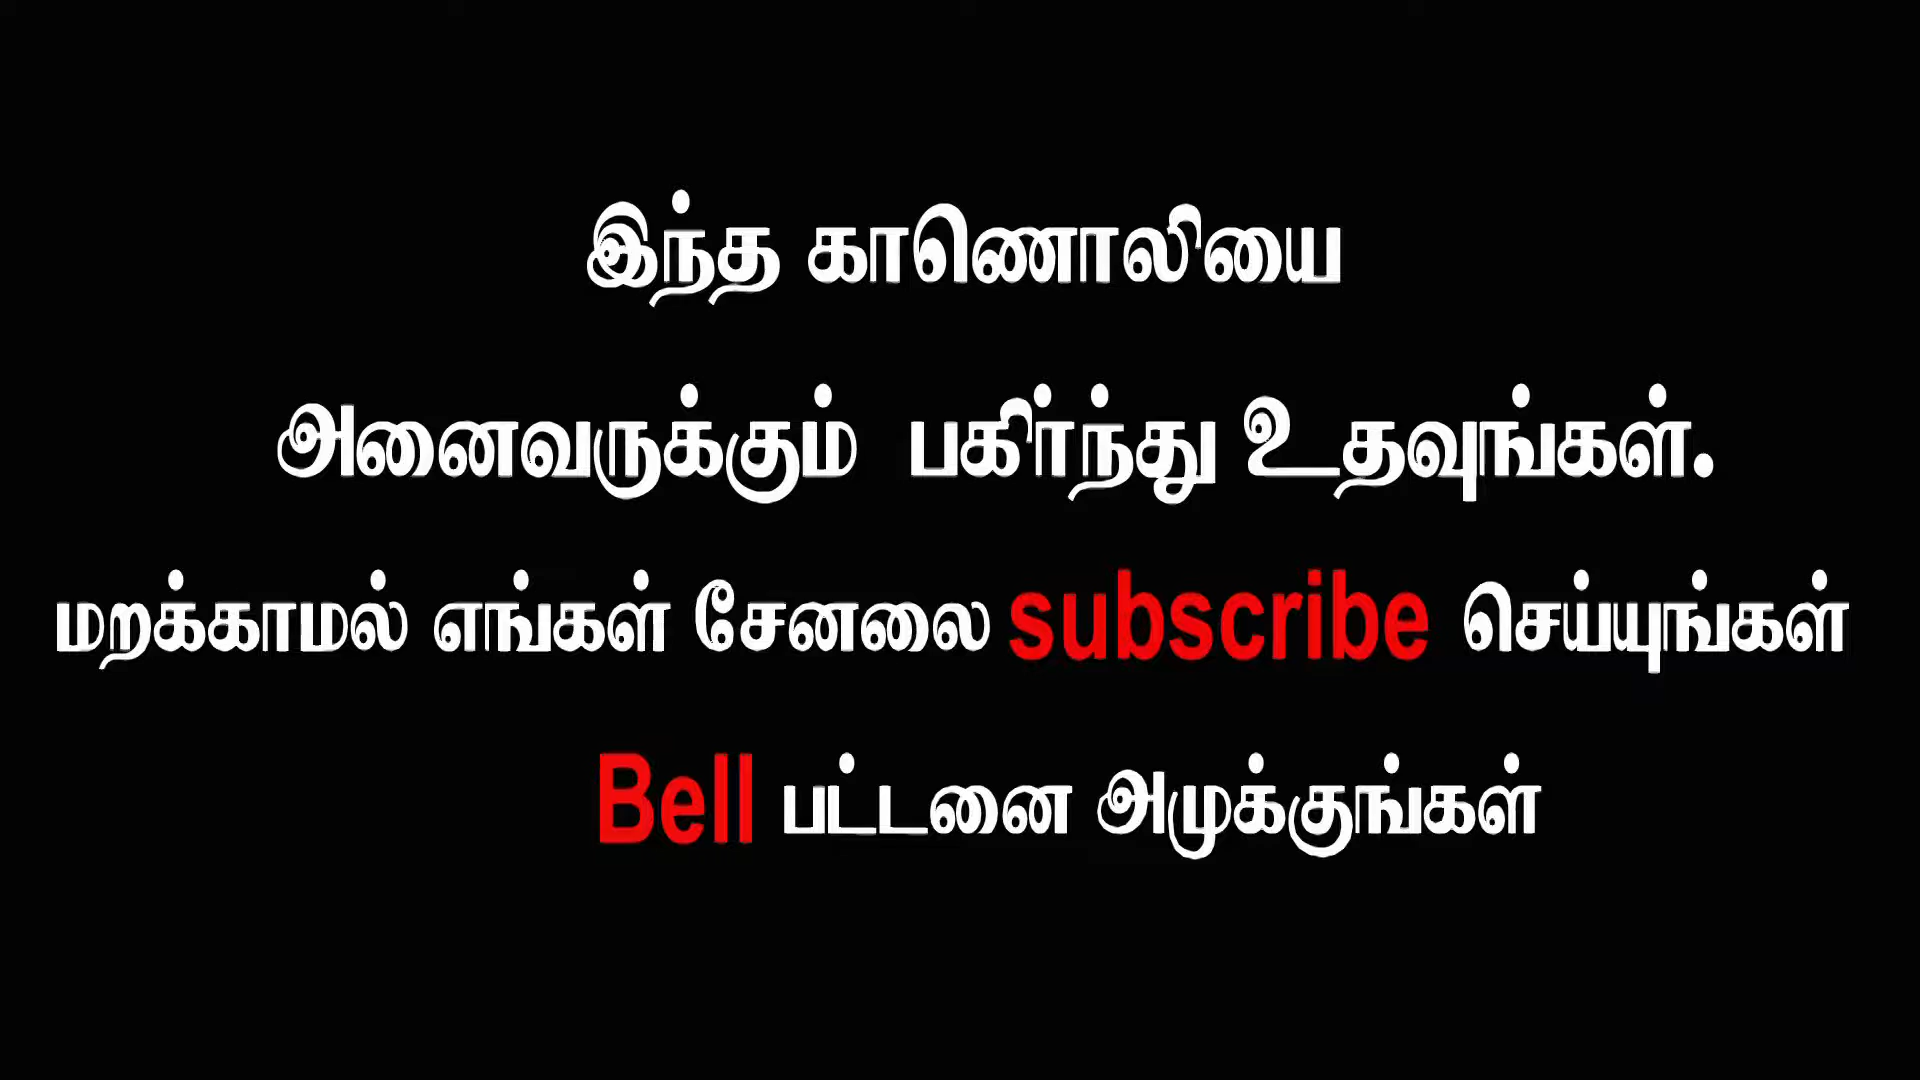 இந்த காணொலியை
அனைவருக்கும் பகிர்ந்து உதவுங்கள்.
மறக்காமல் எங்கள் சேனலை subscribe செய்யுங்கள்
Bell பட்டனை அழுக்குங்கள்